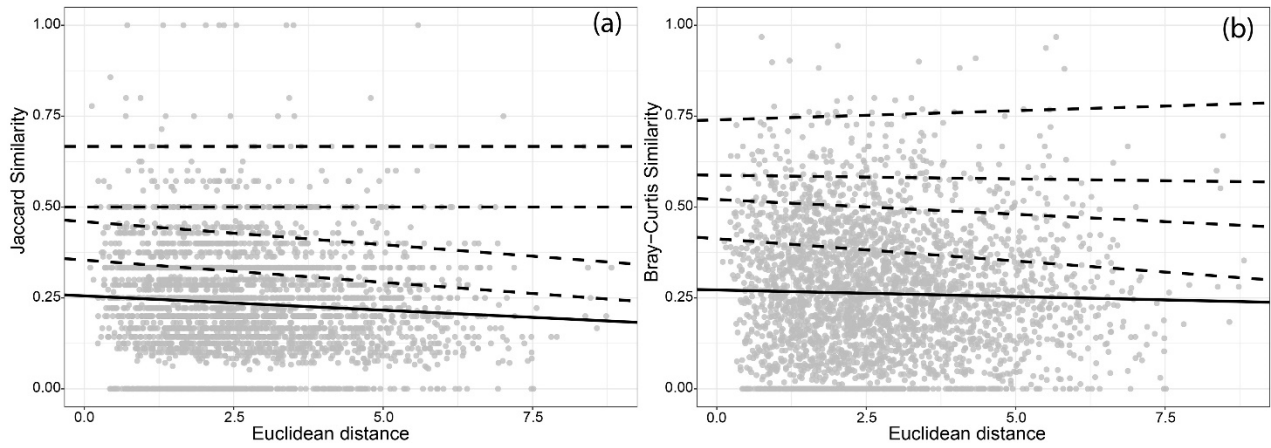 (a)
Jaccard Similarity
1.00
0.75
0.50
0.25
0.00
0.0 2.5 5.0 7.5
Euclidean distance
(b)
Bray−Curtis Similarity
1.00
0.75
0.50
0.25
0.00
0.0 2.5 5.0 7.5
Euclidean distance